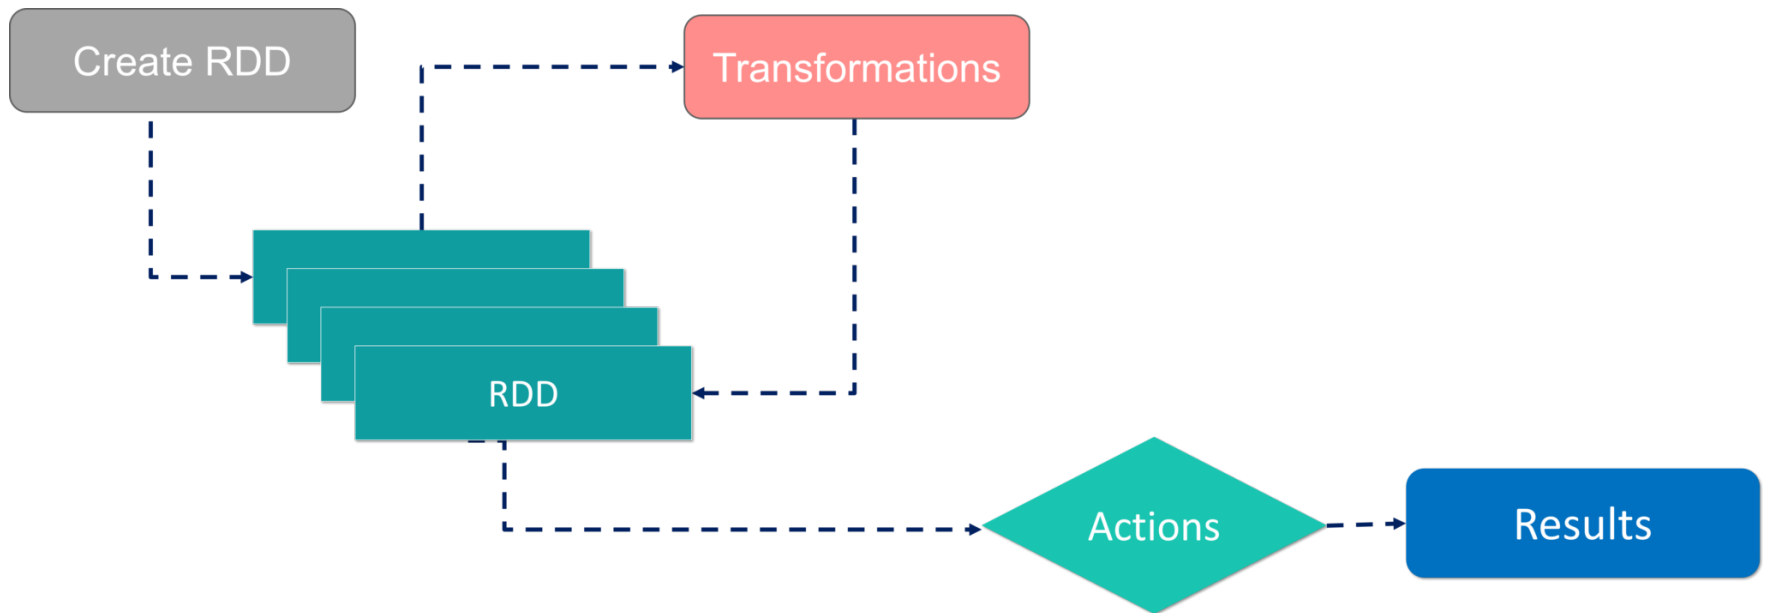 Create RDD
Transformations
RDD
Actions
Results